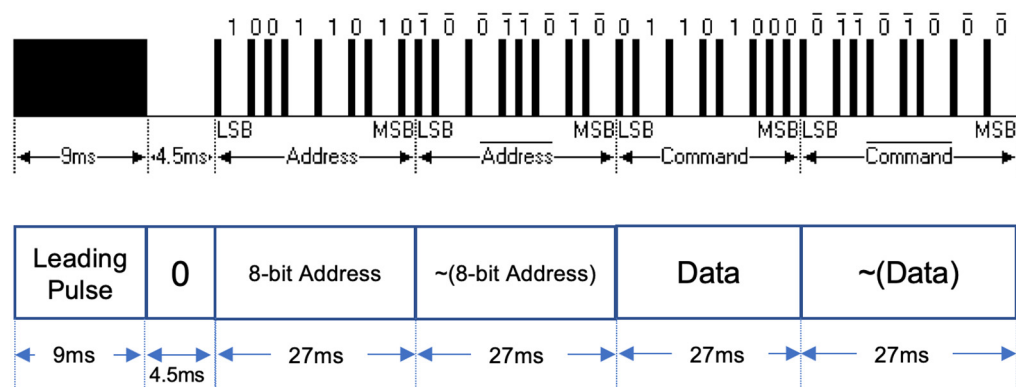 1 0 0 1 1 0 1 0 1̅ 0̅ 0̅ 1̅ 1̅ 0̅ 1̅ 0̅ 0 1 1 0 1 0 0 0 0̅ 1̅ 1̅ 0̅ 1̅ 0̅ 0̅ 0̅
LSB MSB LSB MSB LSB MSB LSB MSB
9ms 4.5ms Address A̅d̅d̅r̅e̅s̅s̅ Command C̅o̅m̅m̅a̅n̅d̅
Leading
Pulse
0
8-bit Address
~(8-bit Address)
Data
~(Data)
9ms 27ms 27ms 27ms 27ms
4.5ms